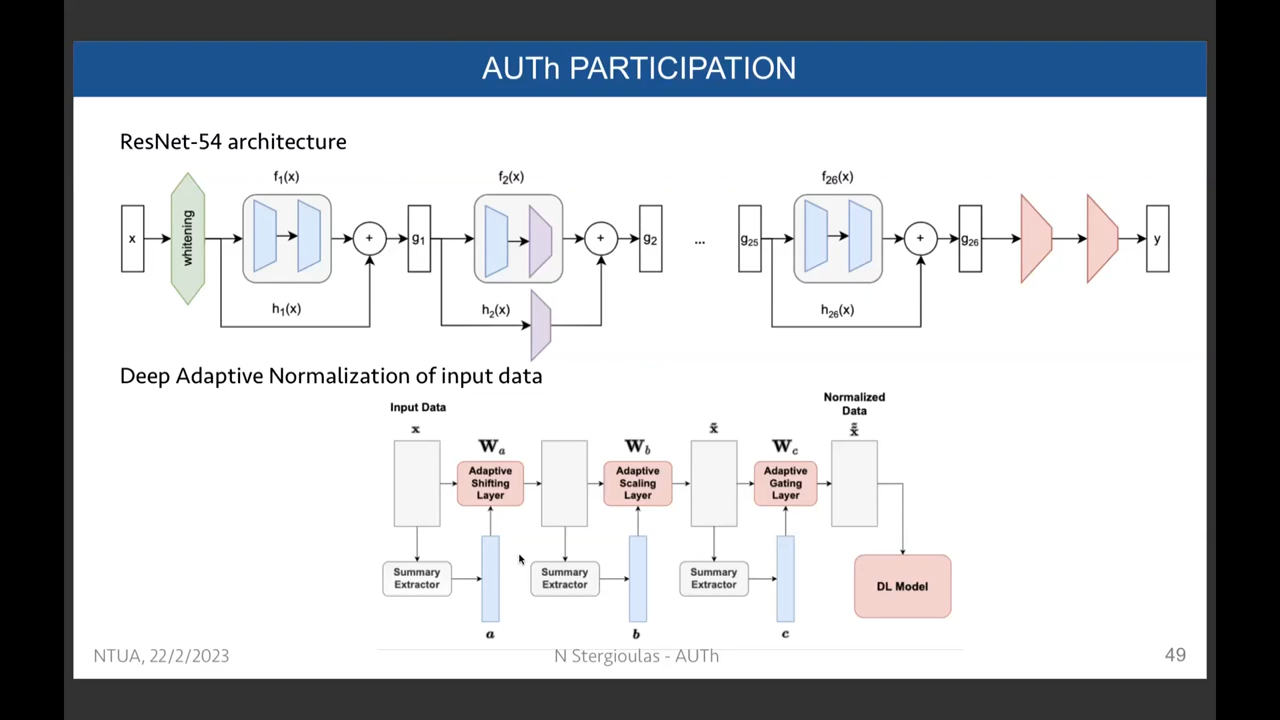 AUTh PARTICIPATION
ResNet-54 architecture
f1(x)
f2(x)
f26(x)
x
whitening
+
g1
+
g2
...
g25
+
g26
y
h1(x)
h2(x)
h26(x)
Deep Adaptive Normalization of input data
Input Data
x
Wa
Adaptive
Shifting
Layer
Wb
Adaptive
Scaling
Layer
x̃
Wc
Adaptive
Gating
Layer
Normalized
Data
x̃̃
Summary
Extractor
a
Summary
Extractor
b
Summary
Extractor
c
DL Model
NTUA, 22/2/2023
N Stergioulas - AUTh
49